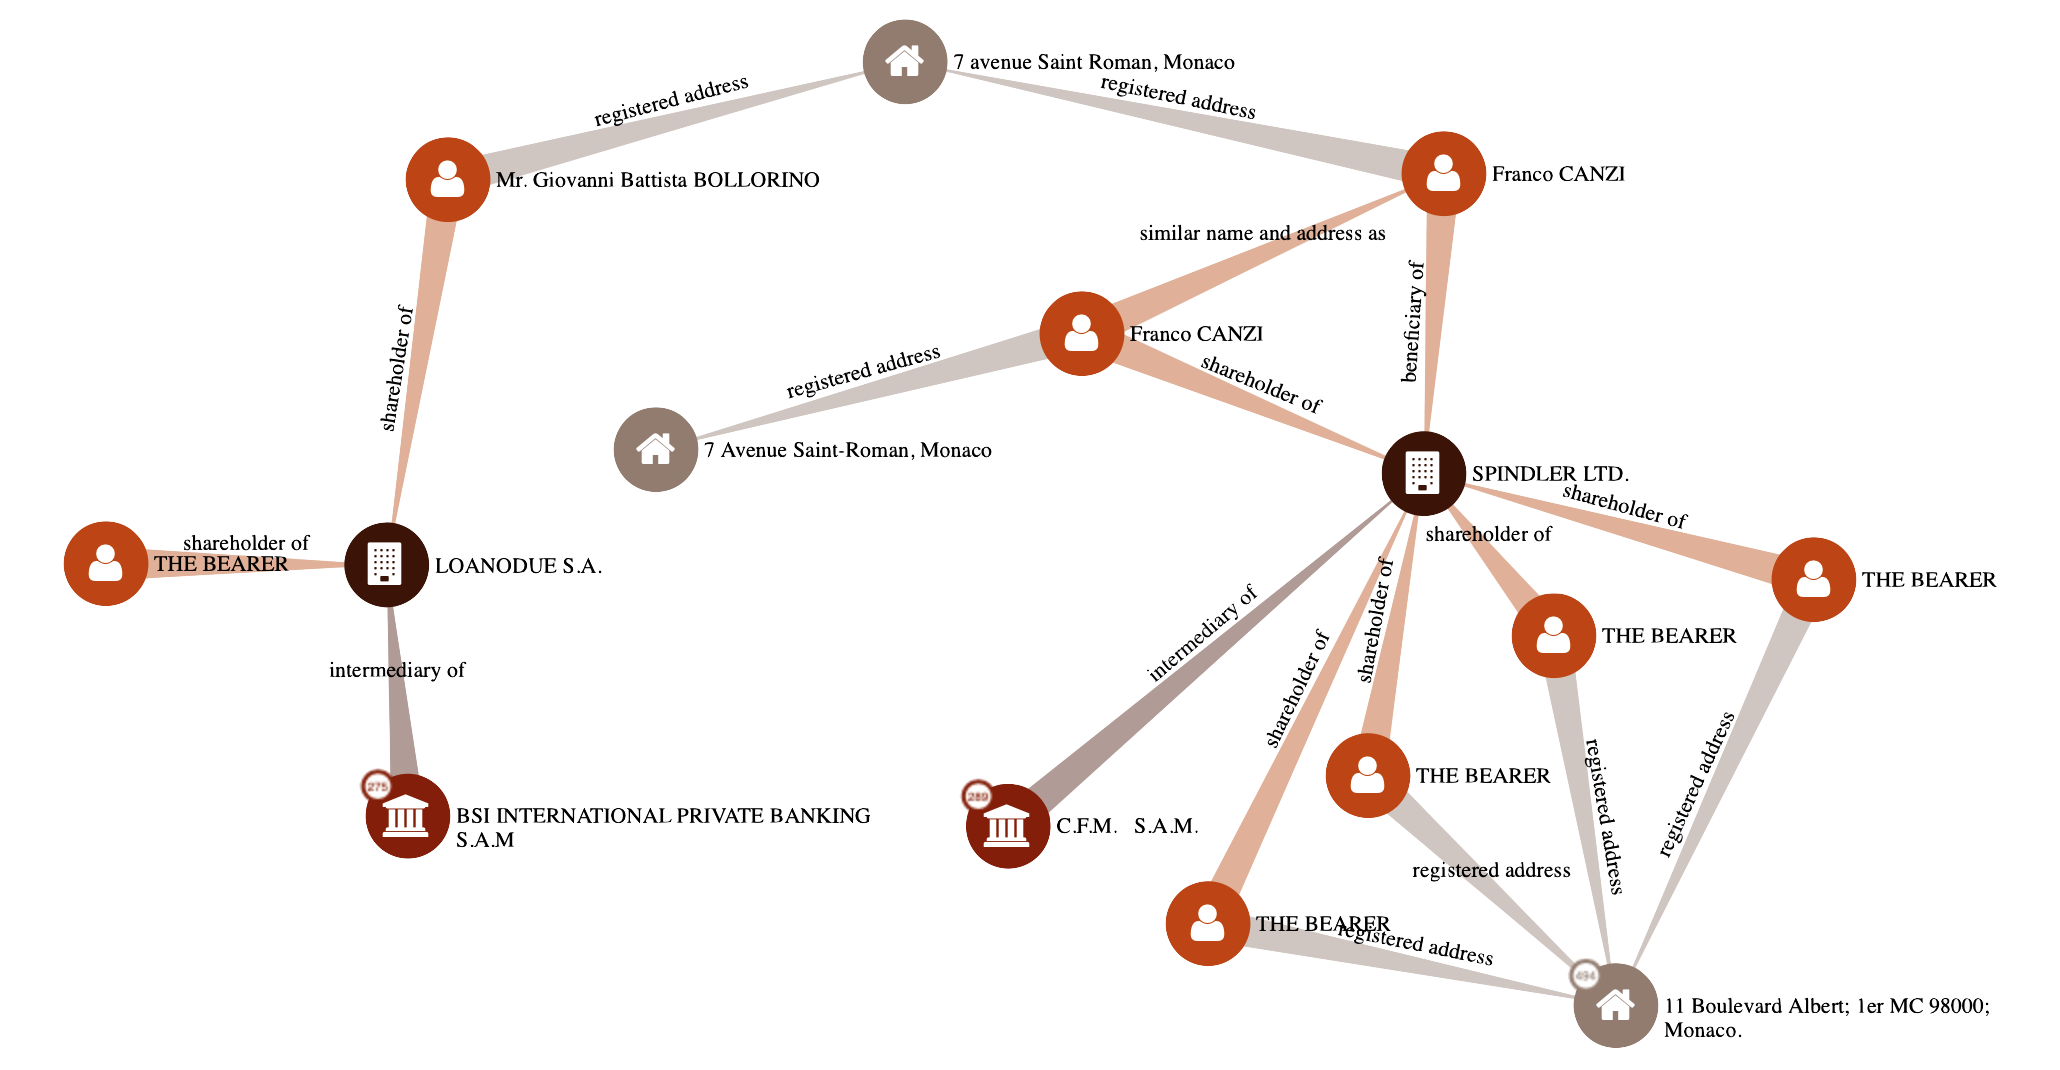 7 avenue Saint Roman, Monaco
registered address
registered address
Mr. Giovanni Battista BOLLORINO
Franco CANZI
similar name and address as
beneficiary of
shareholder of
Franco CANZI
registered address
shareholder of
7 Avenue Saint-Roman, Monaco
SPINDLER LTD.
shareholder of
shareholder of
shareholder of
THE BEARER
LOANODUE S.A.
THE BEARER
shareholder of
shareholder of
intermediary of
THE BEARER
intermediary of
registered address
registered address
275
BSI INTERNATIONAL PRIVATE BANKING
S.A.M
289
C.F.M. S.A.M.
THE BEARER
registered address
THE BEARER
registered address
494
11 Boulevard Albert; 1er MC 98000;
Monaco.